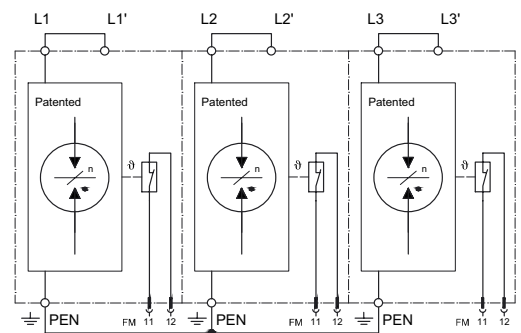 L1 L1' L2 L2' L3 L3'
Patented Patented Patented
n n n
ϑ ϑ ϑ
PEN FM 11 12 PEN FM 11 12 PEN FM 11 12